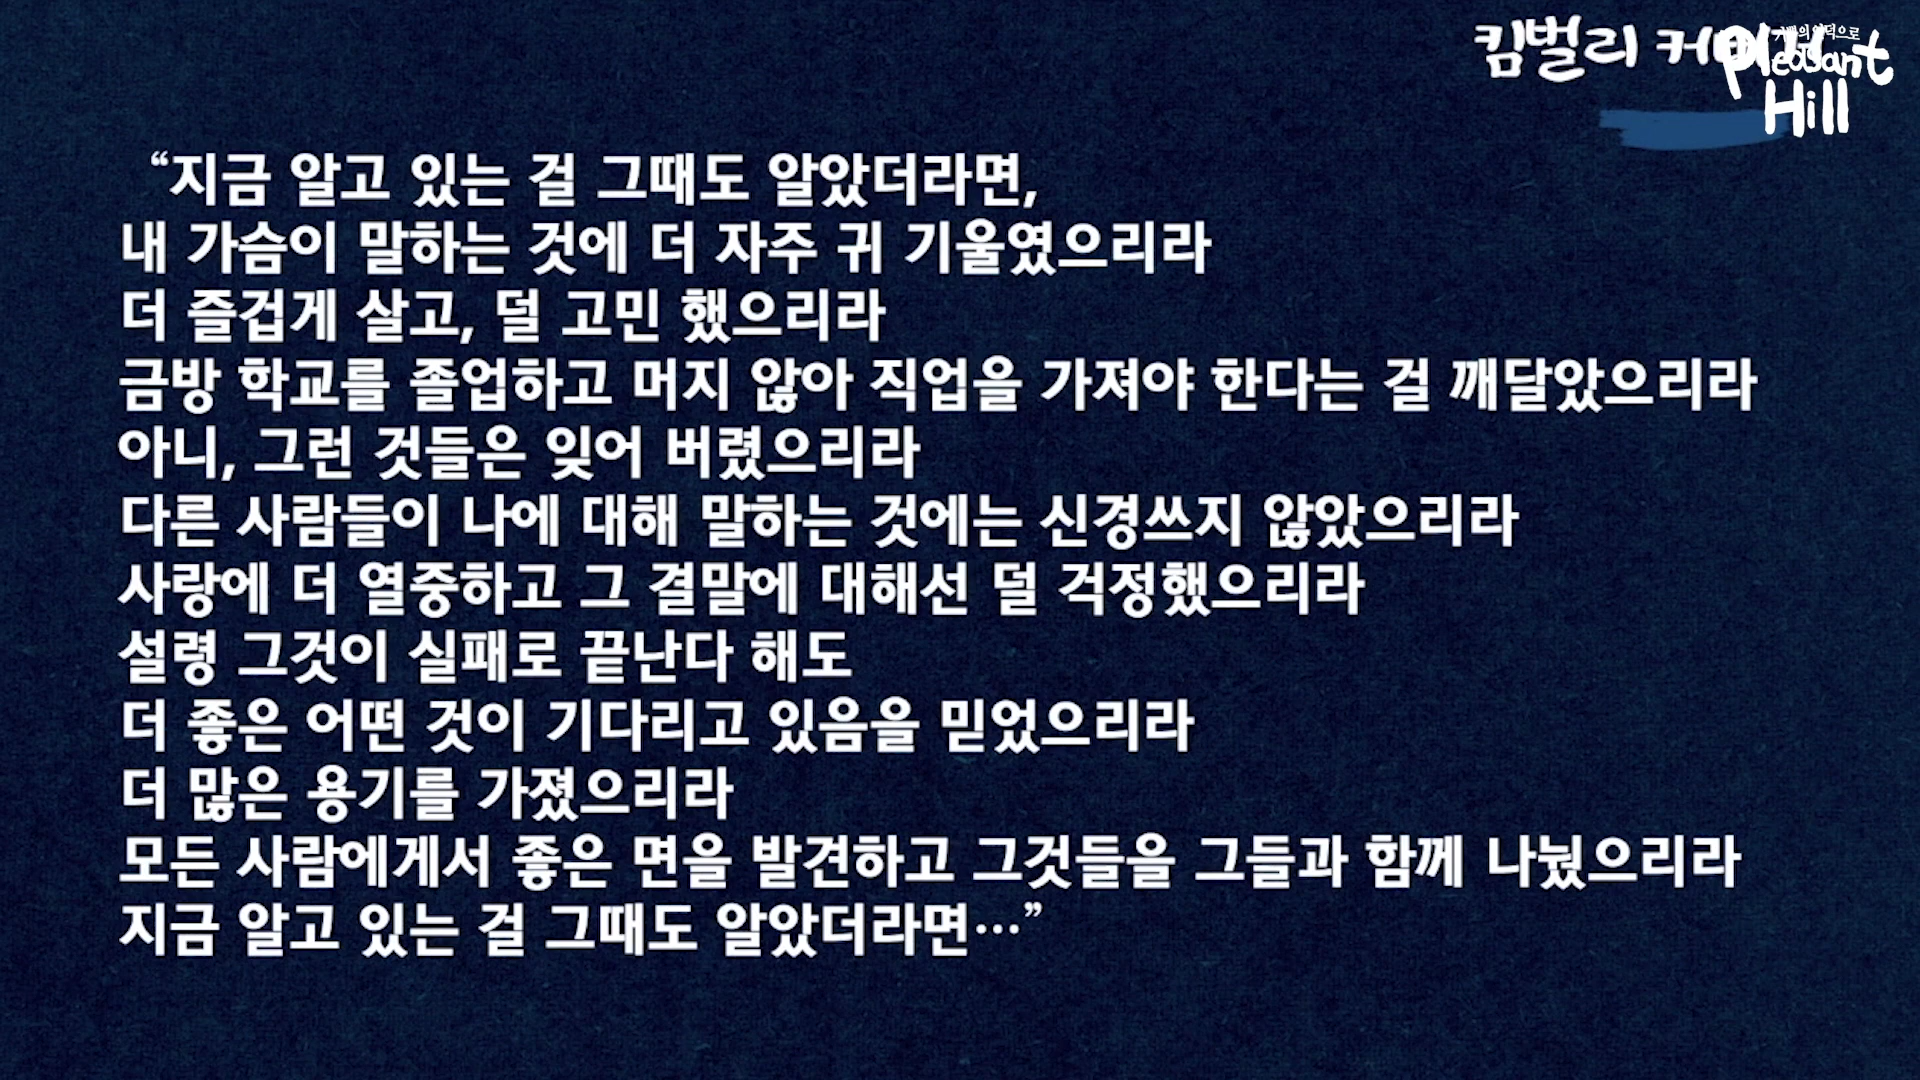 킴벌리
기쁨의 언덕으로
Pleasant
Hill
“지금 알고 있는 걸 그때도 알았더라면,
내 가슴이 말하는 것에 더 자주 귀 기울였으리라
더 즐겁게 살고, 덜 고민 했으리라
금방 학교를 졸업하고 머지 않아 직업을 가져야 한다는 걸 깨달았으리라
아니, 그런 것들은 잊어 버렸으리라
다른 사람들이 나에 대해 말하는 것에는 신경쓰지 않았으리라
사랑에 더 열중하고 그 결말에 대해선 덜 걱정했으리라
설령 그것이 실패로 끝난다 해도
더 좋은 어떤 것이 기다리고 있음을 믿었으리라
더 많은 용기를 가졌으리라
모든 사람에게서 좋은 면을 발견하고 그것들을 그들과 함께 나눴으리라
지금 알고 있는 걸 그때도 알았더라면…”